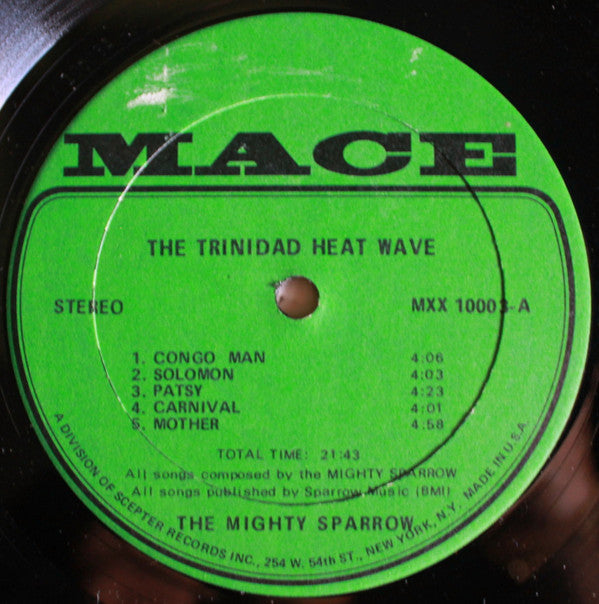 MACE
THE TRINIDAD HEAT WAVE
STEREO MXX 10003-A
1. CONGO MAN 4:06
2. SOLOMON 4:03
3. PATSY 4:23
4. CARNIVAL 4:01
5. MOTHER 4:58
TOTAL TIME: 21:43
All songs composed by the MIGHTY SPARROW
All songs published by Sparrow Music (BMI)
THE MIGHTY SPARROW
A DIVISION OF SCEPTER RECORDS INC., 254 W. 54th ST., NEW YORK, N.Y. MADE IN U.S.A.